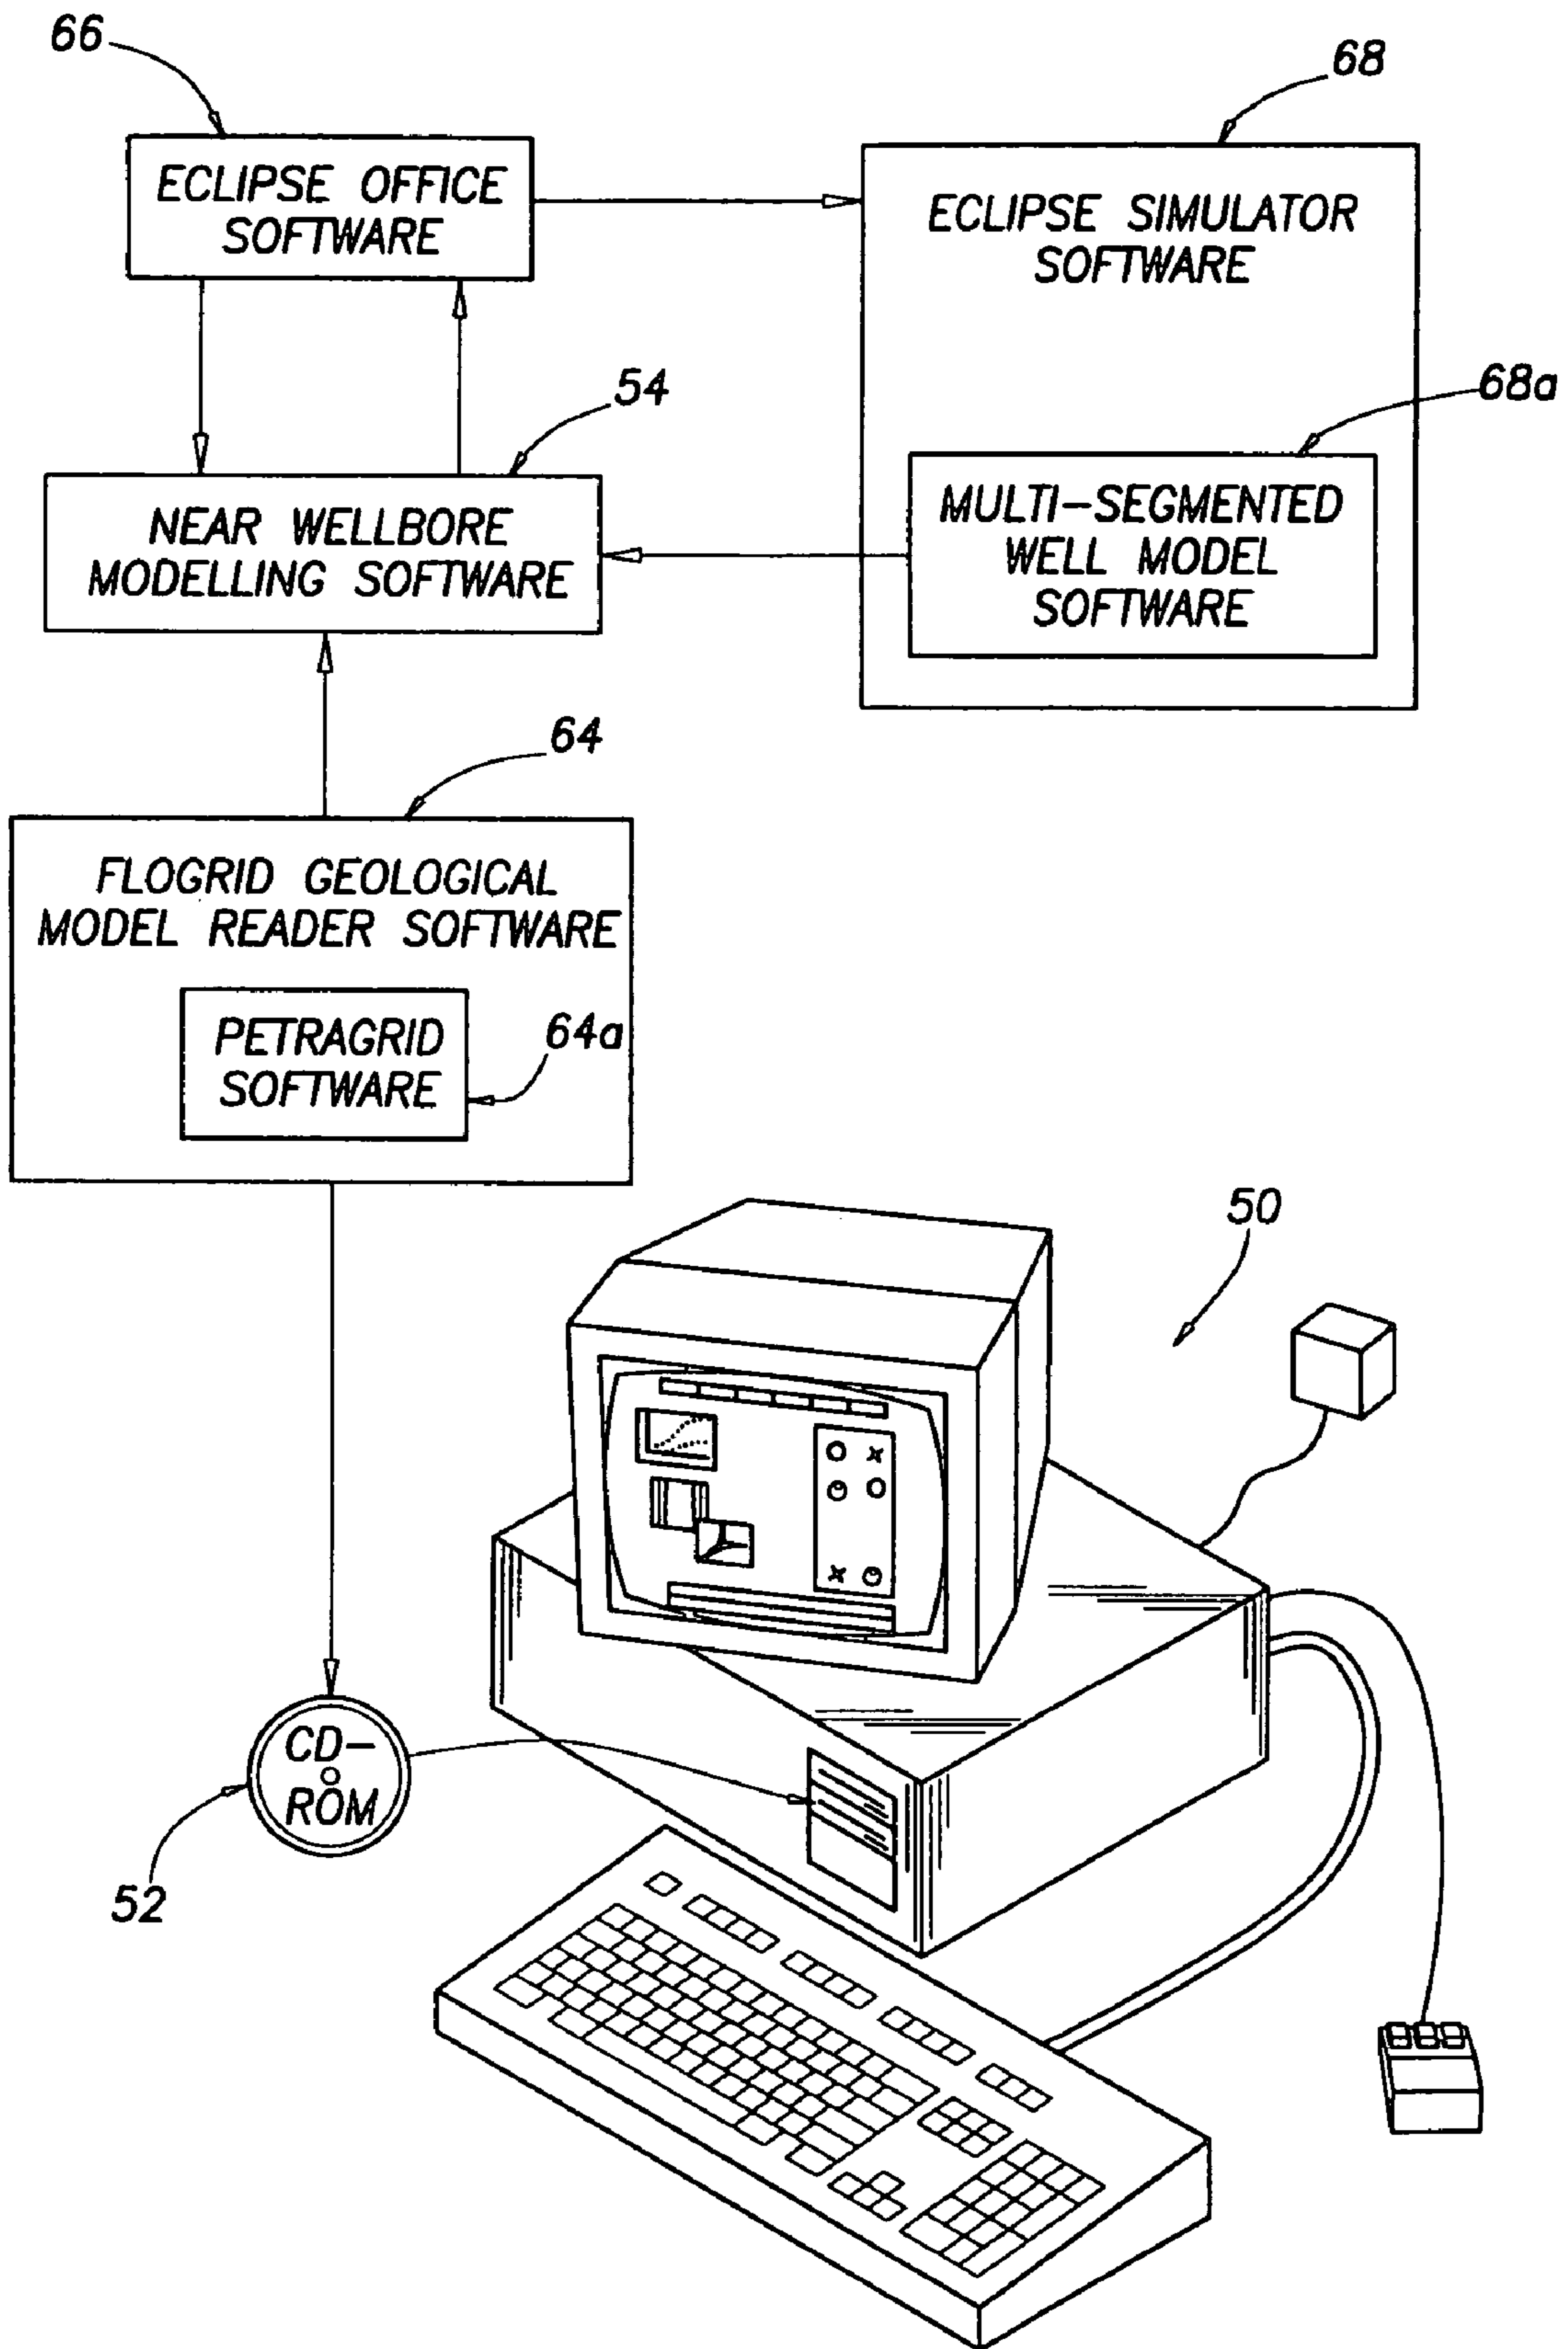 66
68
ECLIPSE OFFICE
SOFTWARE
ECLIPSE SIMULATOR
SOFTWARE
54
68a
NEAR WELLBORE
MODELLING SOFTWARE
MULTI-SEGMENTED
WELL MODEL
SOFTWARE
64
FLOGRID GEOLOGICAL
MODEL READER SOFTWARE
PETRAGRID
SOFTWARE
64a
50
CD-
ROM
52